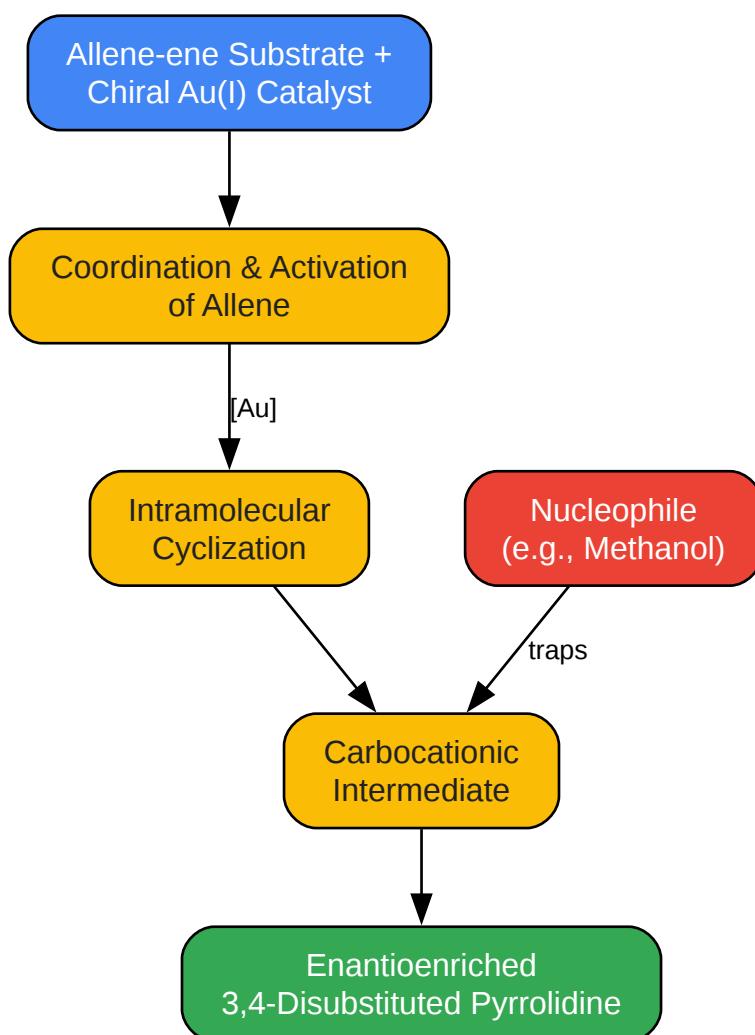 Allene-ene Substrate +
Chiral Au(I) Catalyst
Coordination & Activation
of Allene
[Au]
Intramolecular
Cyclization
Nucleophile
(e.g., Methanol)
traps
Carbocationic
Intermediate
Enantioenriched
3,4-Disubstituted Pyrrolidine